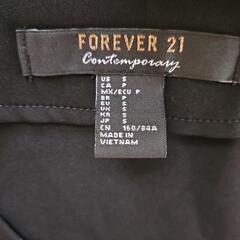 FOREVER 21
Contemporary
US S
CA P
MX/ECU P
BR P
EU S
UK S
KR S
JP S
CN 160/84A
MADE IN
VIETNAM